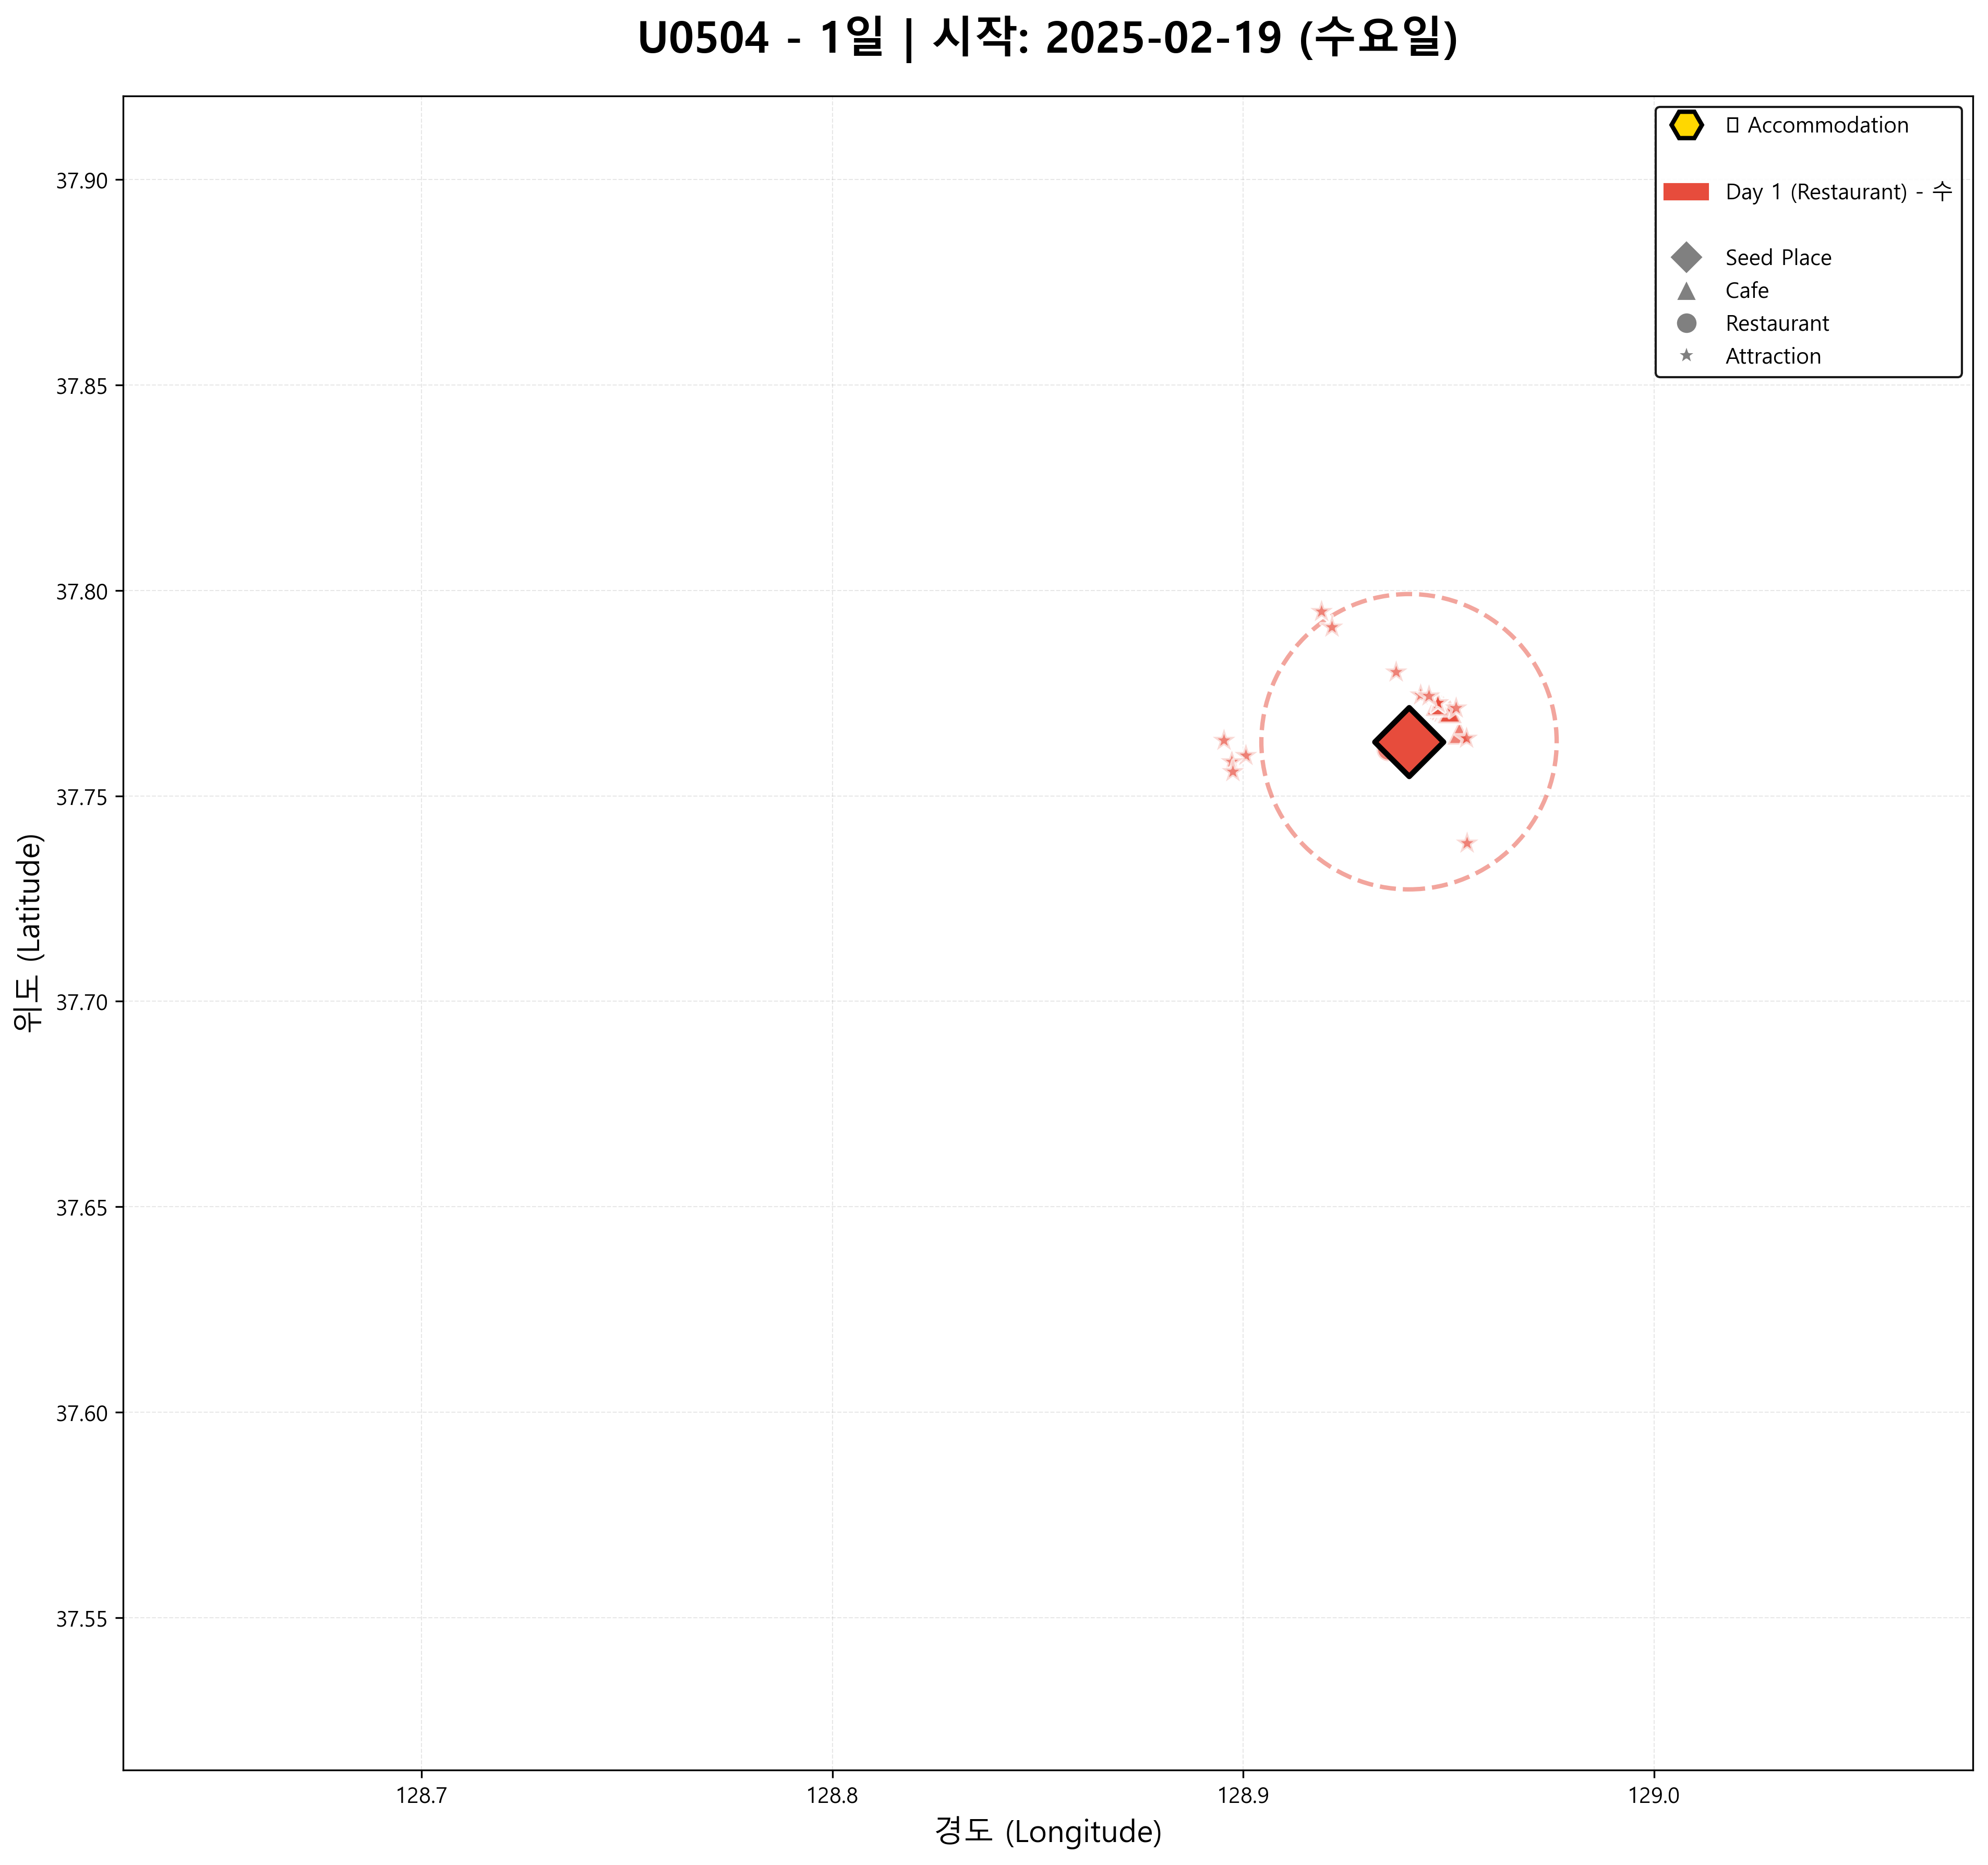 U0504 - 1일 | 시작: 2025-02-19 (수요일)
□ Accommodation
Day 1 (Restaurant) - 수
Seed Place
Cafe
Restaurant
Attraction
37.90
37.85
37.80
37.75
37.70
37.65
37.60
37.55
위도 (Latitude)
128.7
128.8
128.9
129.0
경도 (Longitude)